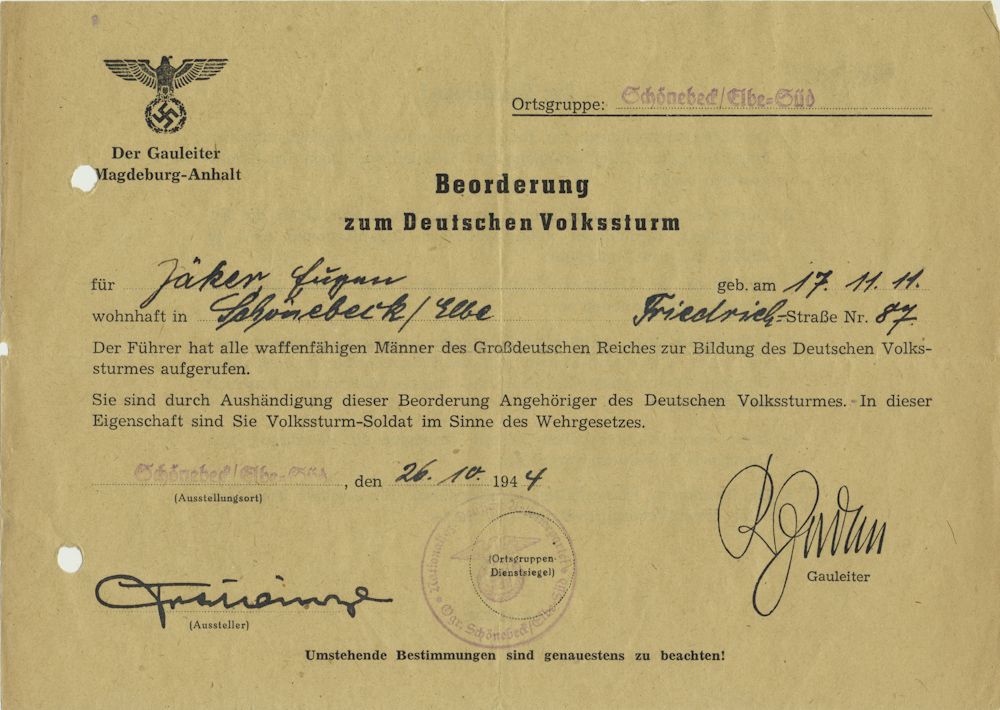 Ortsgruppe: Schönebeck/Elbe-Süd
Der Gauleiter
Magdeburg-Anhalt
Beorderung
zum Deutschen Volkssturm
für Jäker, Eugen geb. am 17. 11. 11.
wohnhaft in Schönebeck/Elbe Friedrich-Straße Nr. 87
Der Führer hat alle waffenfähigen Männer des Großdeutschen Reiches zur Bildung des Deutschen Volks-
sturmes aufgerufen.
Sie sind durch Aushändigung dieser Beorderung Angehöriger des Deutschen Volkssturmes. In dieser
Eigenschaft sind Sie Volkssturm-Soldat im Sinne des Wehrgesetzes.
Schönebeck/Elbe-Süd, den 26. 10. 1944
(Ausstellungsort)
(Ortsgruppen-
Dienstsiegel)
Ogr. Schönebeck/Elbe-Süd
Gauleiter
(Aussteller)
Umstehende Bestimmungen sind genauestens zu beachten!